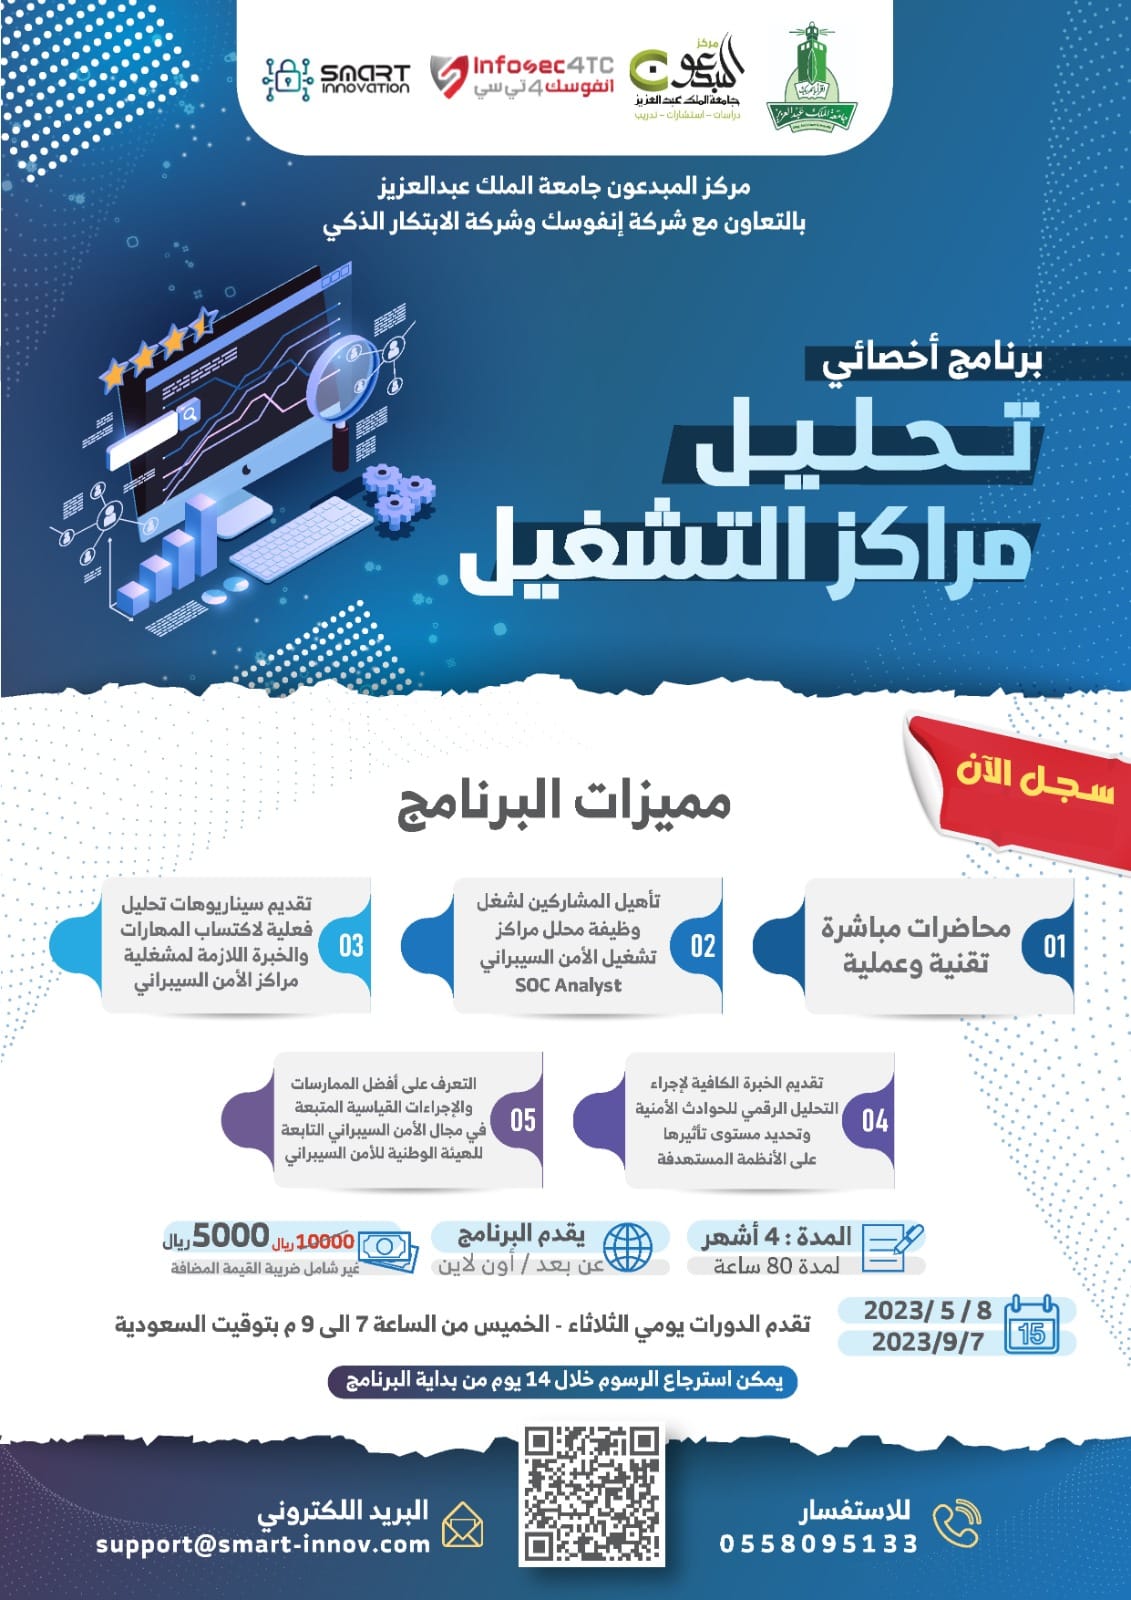 SMART
INNOVATION
Infosec4TC
انفوسك4تي سي
مركز
المبدعون
جامعة الملك عبدالعزيز
دراسات - استشارات - تدريب
جامعة الملك عبدالعزيز
مركز المبدعون جامعة الملك عبدالعزيز
بالتعاون مع شركة إنفوسك وشركة الابتكار الذكي
برنامج أخصائي
تحليل
مراكز التشغيل
سجل الآن
مميزات البرنامج
01
محاضرات مباشرة
تقنية وعملية
02
تأهيل المشاركين لشغل
وظيفة محلل مراكز
تشغيل الأمن السيبراني
SOC Analyst
03
تقديم سيناريوهات تحليل
فعلية لاكتساب المهارات
والخبرة اللازمة لمشغلية
مراكز الأمن السيبراني
04
تقديم الخبرة الكافية لإجراء
التحليل الرقمي للحوادث الأمنية
وتحديد مستوى تأثيرها
على الأنظمة المستهدفة
05
التعرف على أفضل الممارسات
والإجراءات القياسية المتبعة
في مجال الأمن السيبراني التابعة
للهيئة الوطنية للأمن السيبراني
المدة : 4 أشهر
لمدة 80 ساعة
يقدم البرنامج
عن بعد / أون لاين
10000 ريال 5000 ريال
غير شامل ضريبة القيمة المضافة
15
2023/ 5 / 8
2023/9/7
تقدم الدورات يومي الثلاثاء - الخميس من الساعة 7 الى 9 م بتوقيت السعودية
يمكن استرجاع الرسوم خلال 14 يوم من بداية البرنامج
للاستفسار
0558095133
البريد اللكتروني
support@smart-innov.com